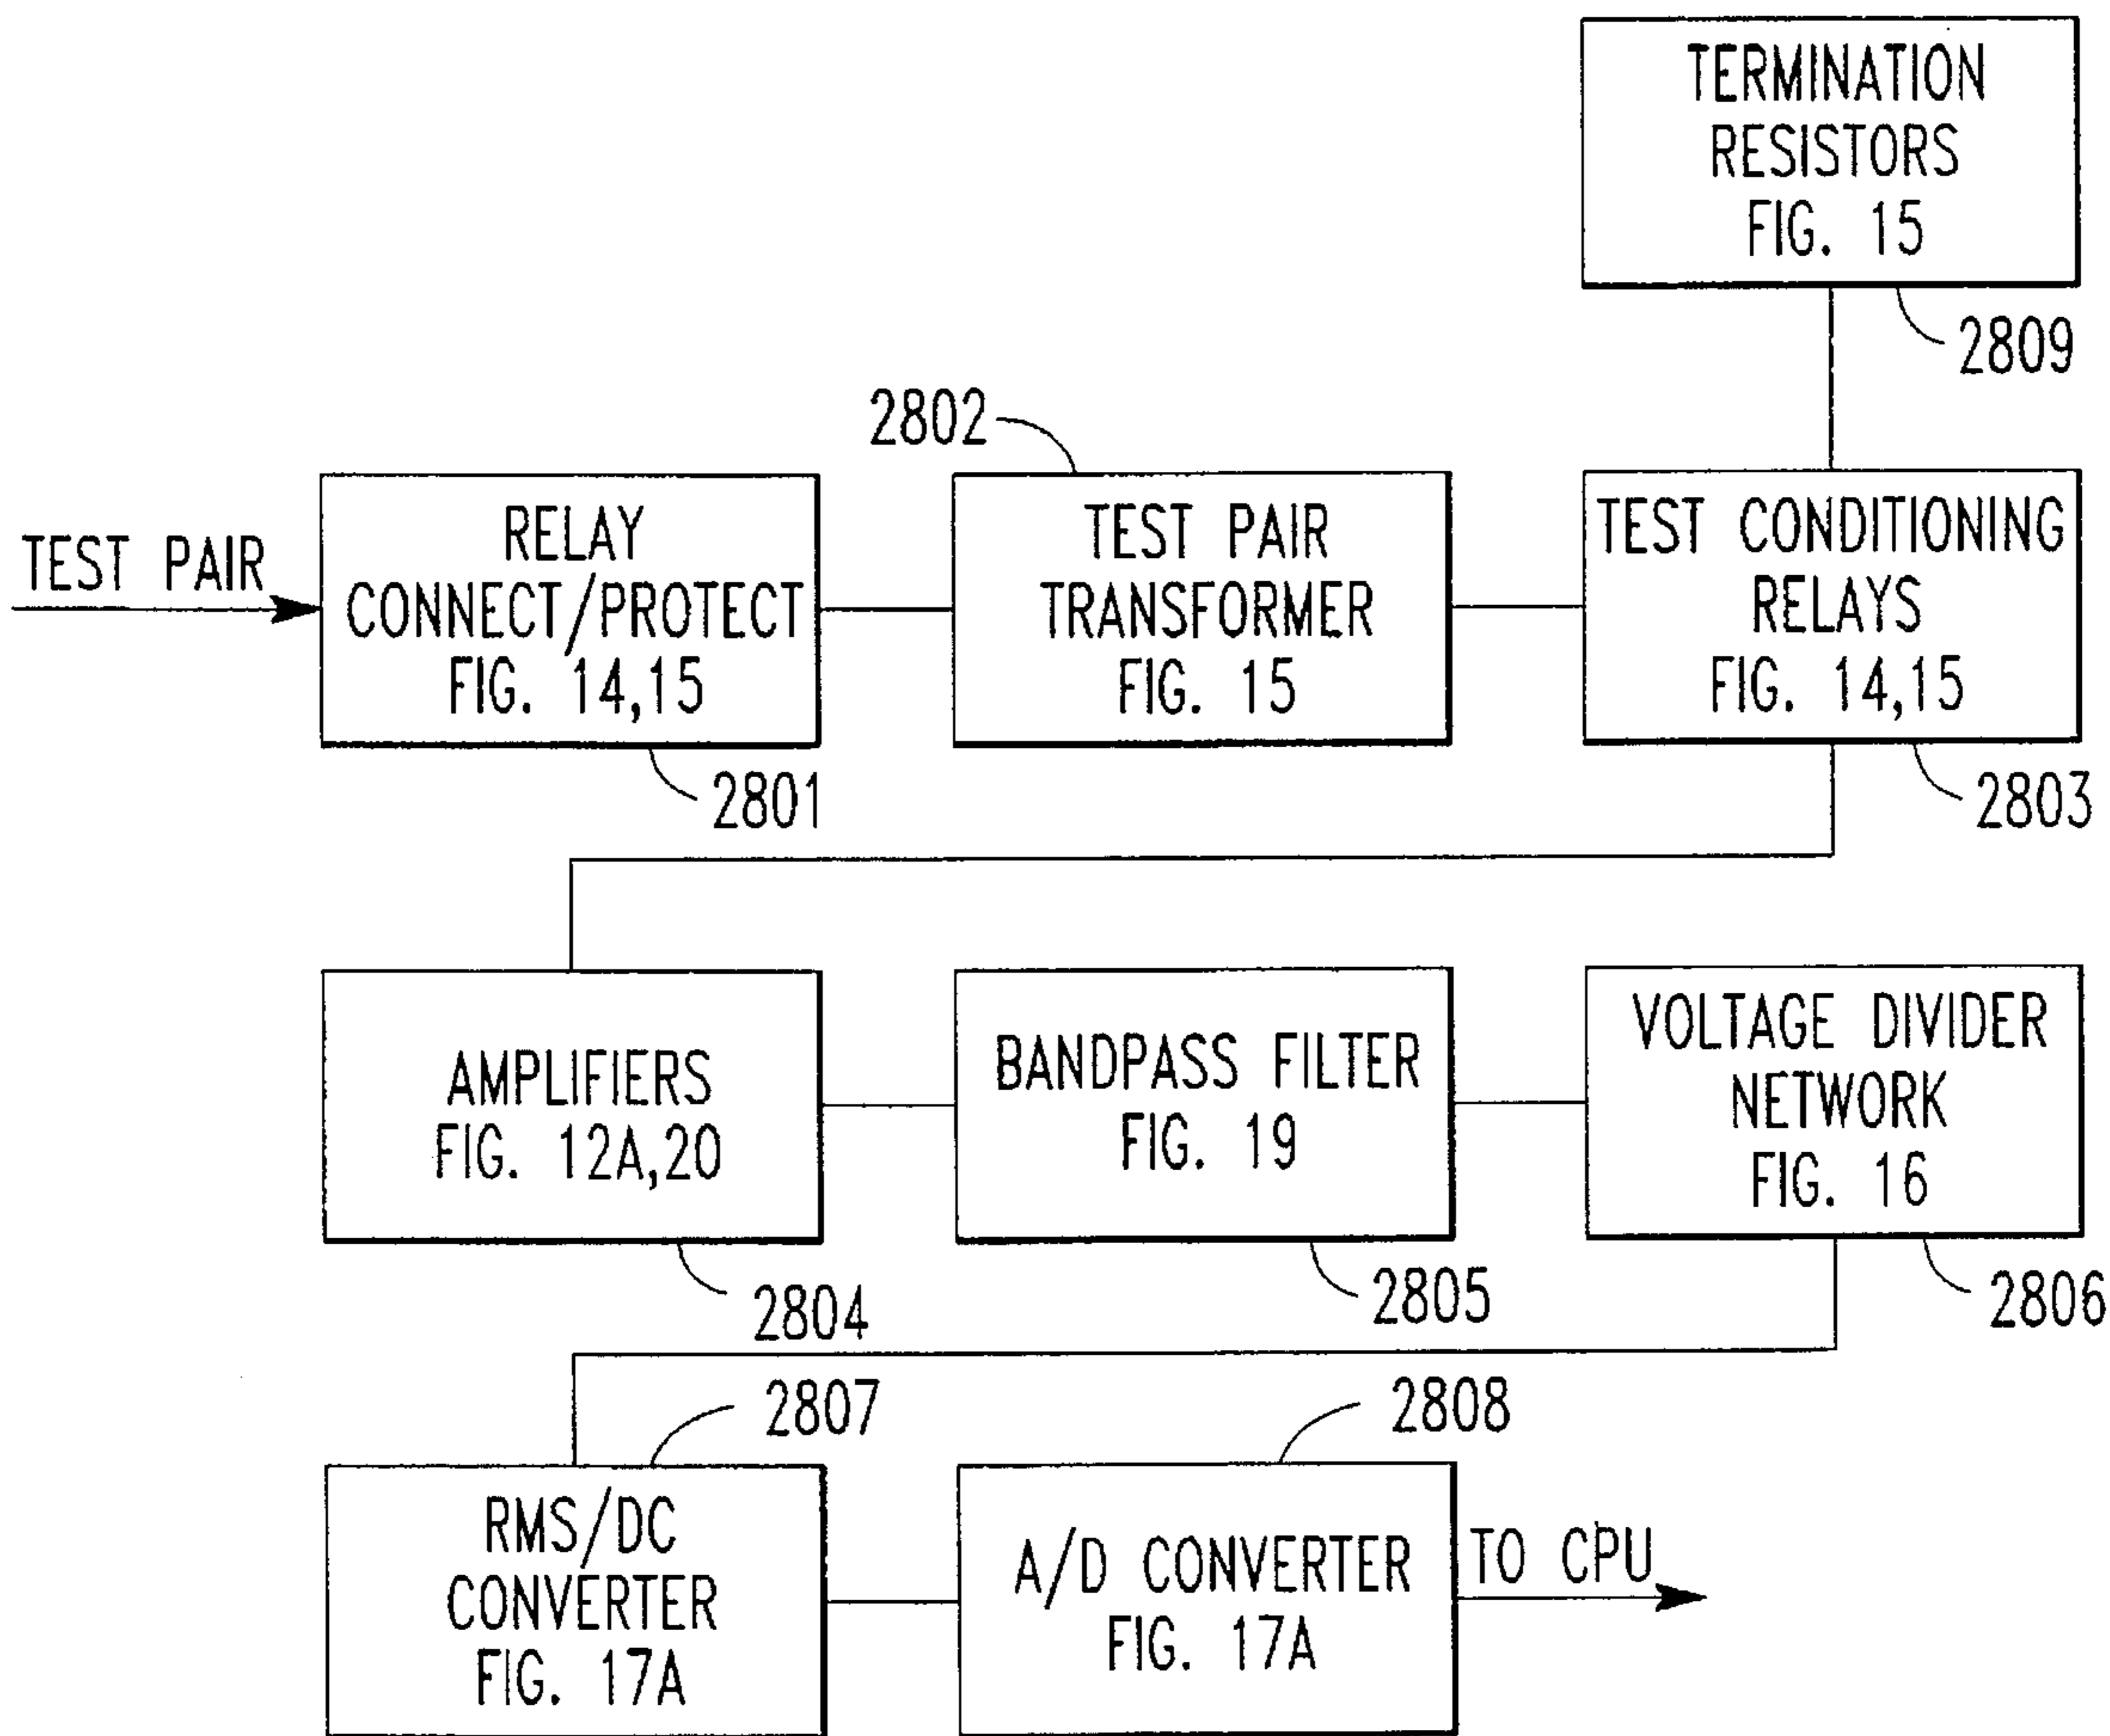 TERMINATION
RESISTORS
FIG. 15
2809
2802
TEST PAIR
RELAY
CONNECT/PROTECT
FIG. 14,15
2801
TEST PAIR
TRANSFORMER
FIG. 15
TEST CONDITIONING
RELAYS
FIG. 14,15
2803
AMPLIFIERS
FIG. 12A,20
2804
BANDPASS FILTER
FIG. 19
2805
VOLTAGE DIVIDER
NETWORK
FIG. 16
2806
2807
RMS/DC
CONVERTER
FIG. 17A
2808
A/D CONVERTER
FIG. 17A
TO CPU